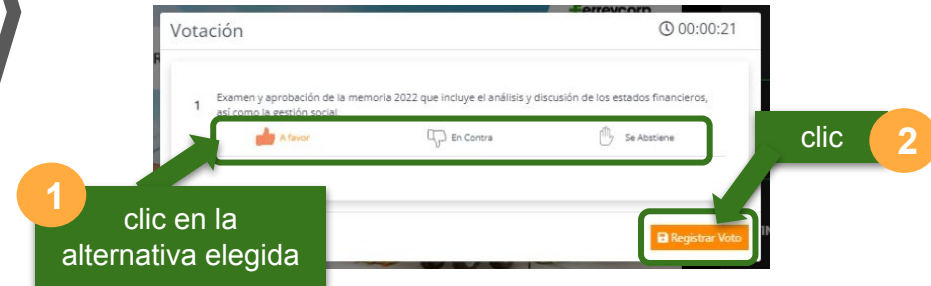 Ferreycorp
Votación
00:00:21
1
Examen y aprobación de la memoria 2022 que incluye el análisis y discusión de los estados financieros,
así como la gestión social.
A favor
En Contra
Se Abstiene
clic
2
1
clic en la
alternativa elegida
Registrar Voto